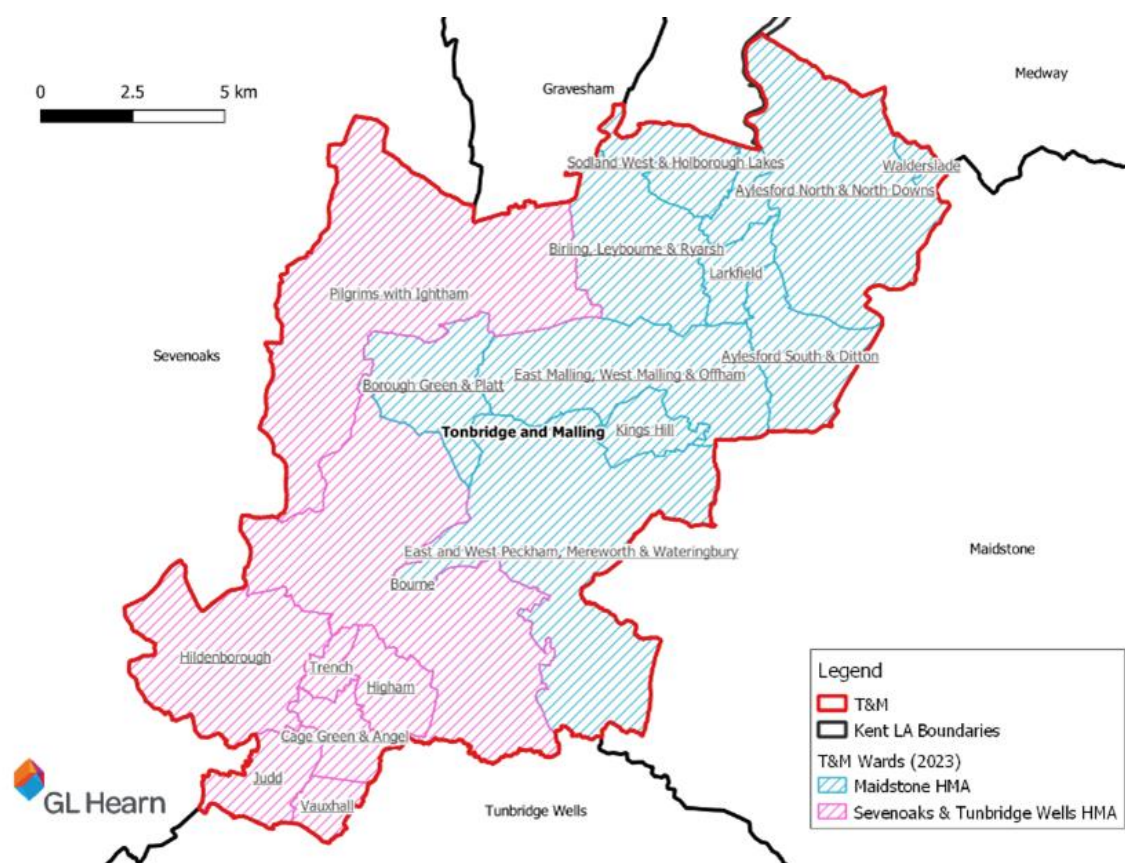 0 2.5 5 km
Gravesham
Medway
Sodland West & Holborough Lakes
Walderslade
Aylesford North & North Downs
Birling, Leybourne & Ryarsh
Larkfield
Pilgrims with Ightham
Sevenoaks
Aylesford South & Ditton
East Malling, West Malling & Offham
Borough Green & Platt
Tonbridge and Malling
Kings Hill
East and West Peckham, Mereworth & Wateringbury
Maidstone
Bourne
Hildenborough
Trench
Higham
Cage Green & Angel
Judd
Vauxhall
Tunbridge Wells
GL Hearn
Legend
T&M
Kent LA Boundaries
T&M Wards (2023)
Maidstone HMA
Sevenoaks & Tunbridge Wells HMA